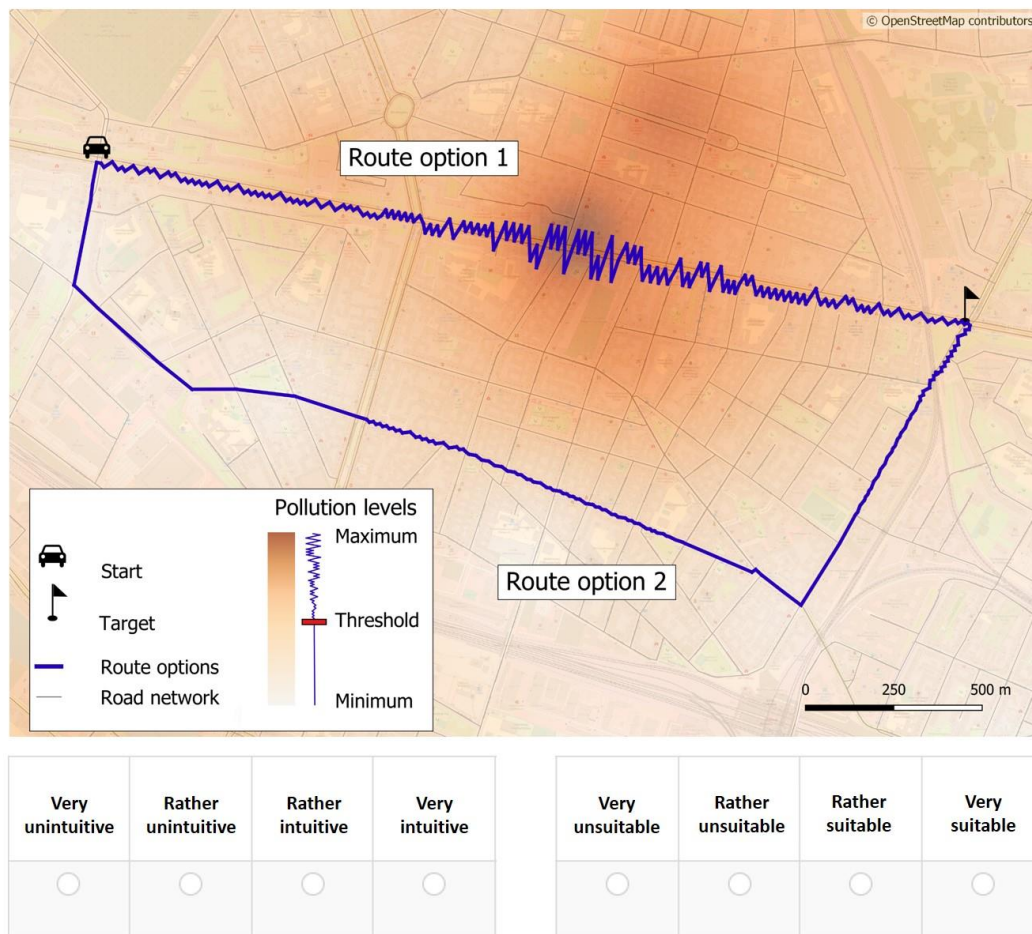 © OpenStreetMap contributors
Route option 1
Route option 2
Pollution levels
Maximum
Start
Threshold
Target
Route options
Road network
Minimum
0 250 500 m
Very unintuitive
Rather unintuitive
Rather intuitive
Very intuitive
Very unsuitable
Rather unsuitable
Rather suitable
Very suitable